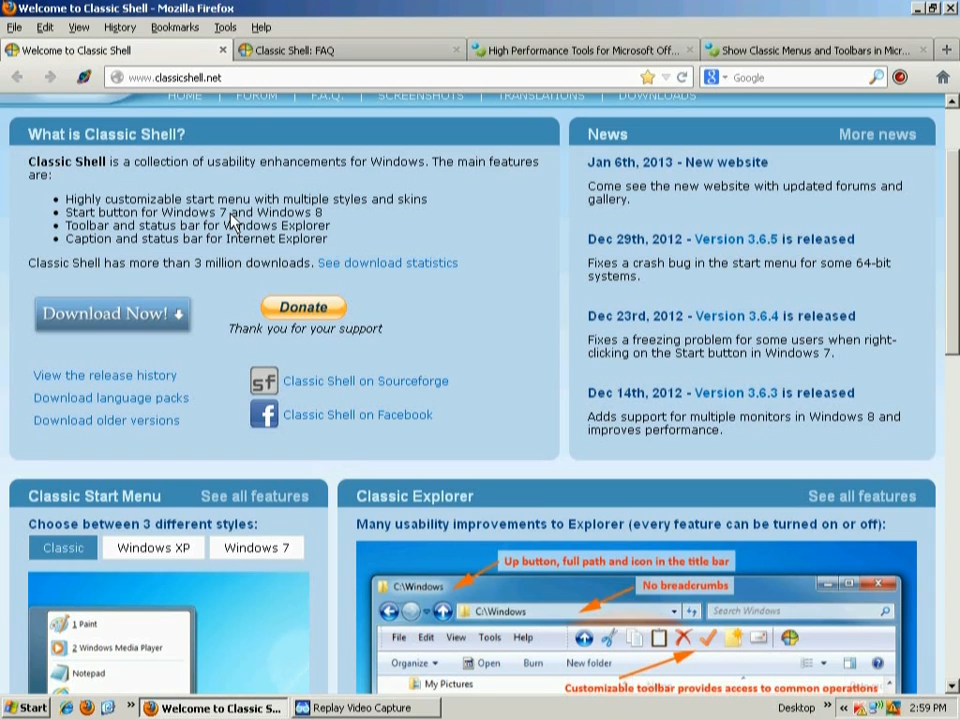 Welcome to Classic Shell - Mozilla Firefox
File Edit View History Bookmarks Tools Help
Welcome to Classic Shell
Classic Shell: FAQ
High Performance Tools for Microsoft Off...
Show Classic Menus and Toolbars in Micr...
www.classicshell.net
Google
HOME | FORUM | F.A.Q. | SCREENSHOTS | TRANSLATIONS | DOWNLOADS
What is Classic Shell?
Classic Shell is a collection of usability enhancements for Windows. The main features
are:
• Highly customizable start menu with multiple styles and skins
• Start button for Windows 7 and Windows 8
• Toolbar and status bar for Windows Explorer
• Caption and status bar for Internet Explorer
Classic Shell has more than 3 million downloads. See download statistics
Download Now!
Donate
Thank you for your support
View the release history
Download language packs
Download older versions
sf Classic Shell on Sourceforge
f Classic Shell on Facebook
News
More news
Jan 6th, 2013 - New website
Come see the new website with updated forums and
gallery.
Dec 29th, 2012 - Version 3.6.5 is released
Fixes a crash bug in the start menu for some 64-bit
systems.
Dec 23rd, 2012 - Version 3.6.4 is released
Fixes a freezing problem for some users when right-
clicking on the Start button in Windows 7.
Dec 14th, 2012 - Version 3.6.3 is released
Adds support for multiple monitors in Windows 8 and
improves performance.
Classic Start Menu
See all features
Choose between 3 different styles:
Classic
Windows XP
Windows 7
1 Paint
2 Windows Media Player
Notepad
Classic Explorer
See all features
Many usability improvements to Explorer (every feature can be turned on or off):
Up button, full path and icon in the title bar
C:\Windows
No breadcrumbs
C:\Windows
Search Windows
File Edit View Tools Help
Organize Open Burn New folder
My Pictures
Customizable toolbar provides access to common operations
Start
Welcome to Classic S...
Replay Video Capture
Desktop
2:59 PM